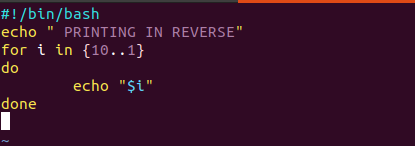 #!/bin/bash
echo " PRINTING IN REVERSE"
for i in {10..1}
do
        echo "$i"
done
~